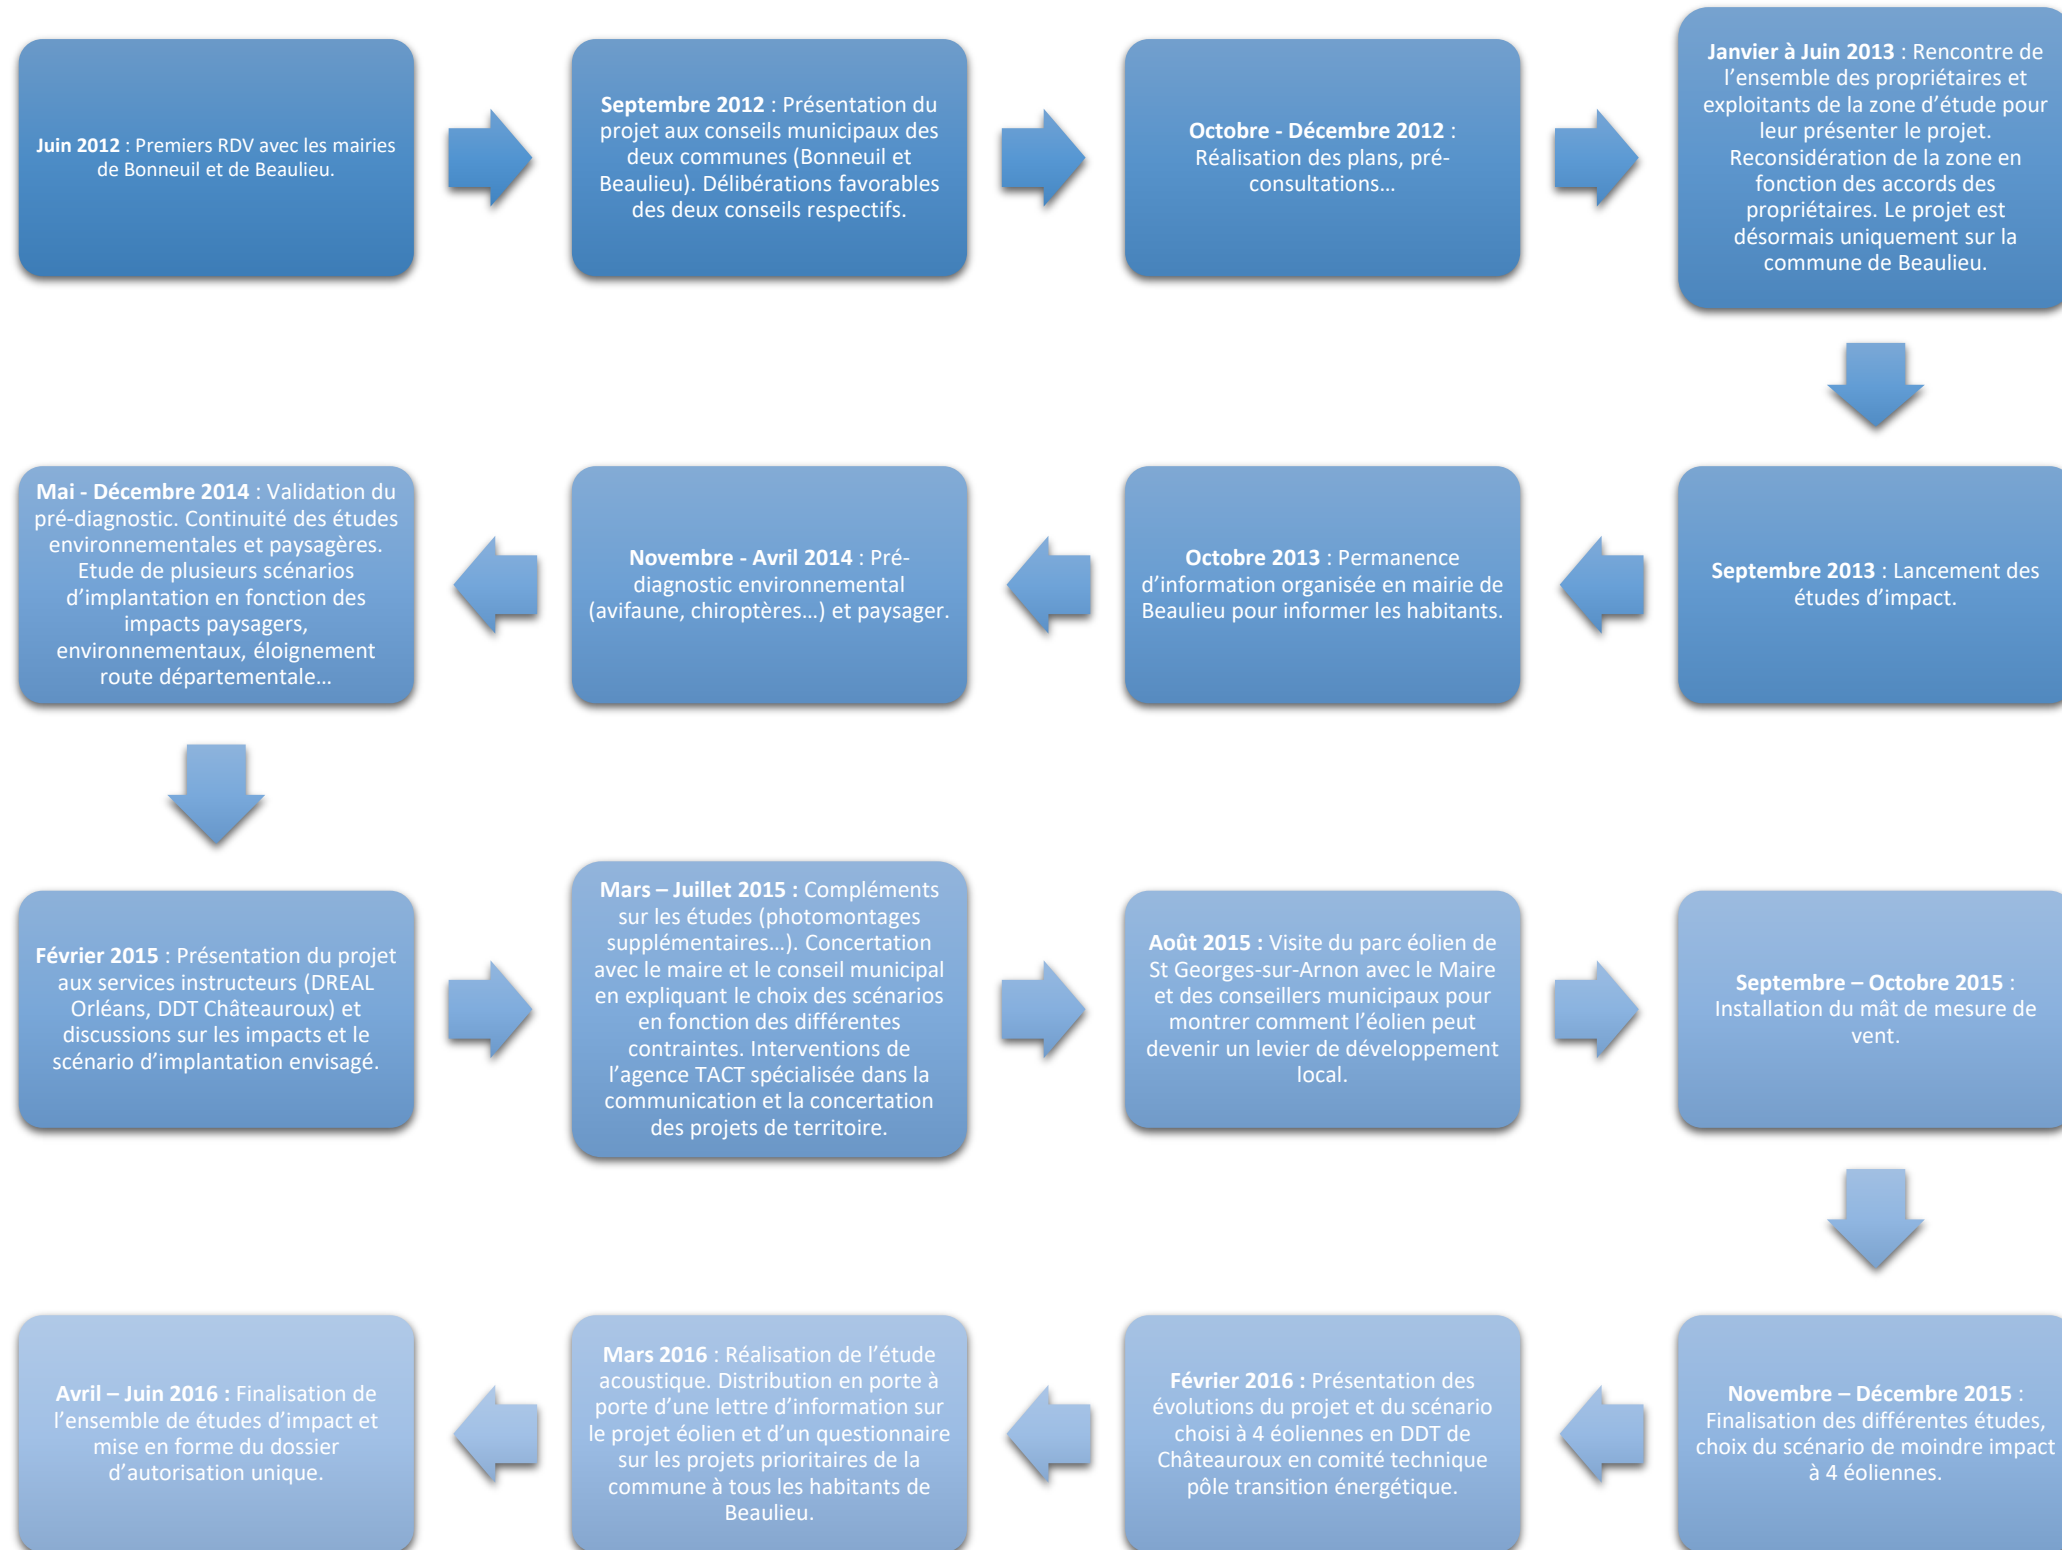 Juin 2012 : Premiers RDV avec les mairies
de Bonneuil et de Beaulieu.
Septembre 2012 : Présentation du
projet aux conseils municipaux des
deux communes (Bonneuil et
Beaulieu). Délibérations favorables
des deux conseils respectifs.
Octobre - Décembre 2012 :
Réalisation des plans, pré-
consultations…
Janvier à Juin 2013 : Rencontre de
l’ensemble des propriétaires et
exploitants de la zone d’étude pour
leur présenter le projet.
Reconsidération de la zone en
fonction des accords des
propriétaires. Le projet est
désormais uniquement sur la
commune de Beaulieu.
Septembre 2013 : Lancement des
études d’impact.
Octobre 2013 : Permanence
d’information organisée en mairie de
Beaulieu pour informer les habitants.
Novembre - Avril 2014 : Pré-
diagnostic environnemental
(avifaune, chiroptères…) et paysager.
Mai - Décembre 2014 : Validation du
pré-diagnostic. Continuité des études
environnementales et paysagères.
Etude de plusieurs scénarios
d’implantation en fonction des
impacts paysagers,
environnementaux, éloignement
route départementale…
Février 2015 : Présentation du projet
aux services instructeurs (DREAL
Orléans, DDT Châteauroux) et
discussions sur les impacts et le
scénario d’implantation envisagé.
Mars – Juillet 2015 : Compléments
sur les études (photomontages
supplémentaires…). Concertation
avec le maire et le conseil municipal
en expliquant le choix des scénarios
en fonction des différentes
contraintes. Interventions de
l’agence TACT spécialisée dans la
communication et la concertation
des projets de territoire.
Août 2015 : Visite du parc éolien de
St Georges-sur-Arnon avec le Maire
et des conseillers municipaux pour
montrer comment l’éolien peut
devenir un levier de développement
local.
Septembre – Octobre 2015 :
Installation du mât de mesure de
vent.
Novembre – Décembre 2015 :
Finalisation des différentes études,
choix du scénario de moindre impact
à 4 éoliennes.
Février 2016 : Présentation des
évolutions du projet et du scénario
choisi à 4 éoliennes en DDT de
Châteauroux en comité technique
pôle transition énergétique.
Mars 2016 : Réalisation de l’étude
acoustique. Distribution en porte à
porte d’une lettre d’information sur
le projet éolien et d’un questionnaire
sur les projets prioritaires de la
commune à tous les habitants de
Beaulieu.
Avril – Juin 2016 : Finalisation de
l’ensemble de études d’impact et
mise en forme du dossier
d’autorisation unique.